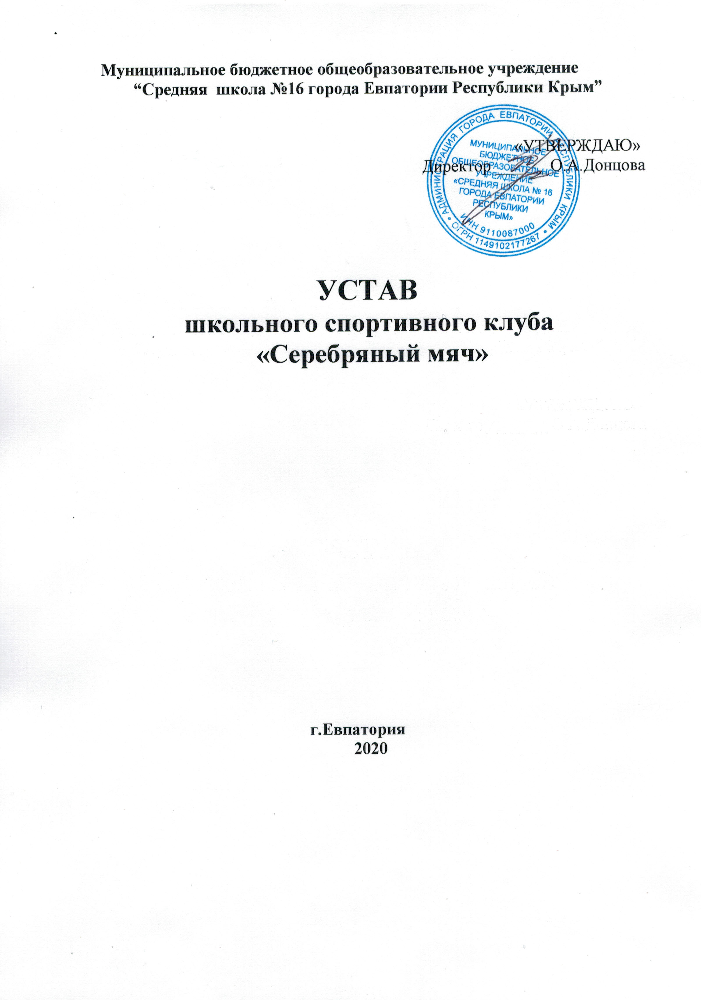 Муниципальное бюджетное общеобразовательное учреждение
“Средняя школа №16 города Евпатории Республики Крым”
«УТВЕРЖДАЮ»
Директор О.А.Донцова
АДМИНИСТРАЦИЯ ГОРОДА ЕВПАТОРИИ РЕСПУБЛИКИ КРЫМ
МУНИЦИПАЛЬНОЕ
БЮДЖЕТНОЕ
ОБЩЕОБРАЗОВАТЕЛЬНОЕ
УЧРЕЖДЕНИЕ
«СРЕДНЯЯ ШКОЛА № 16
ГОРОДА ЕВПАТОРИИ
РЕСПУБЛИКИ
КРЫМ»
ИНН 9110087000
ОГРН 1149102177267
УСТАВ
школьного спортивного клуба
«Серебряный мяч»
г.Евпатория
2020